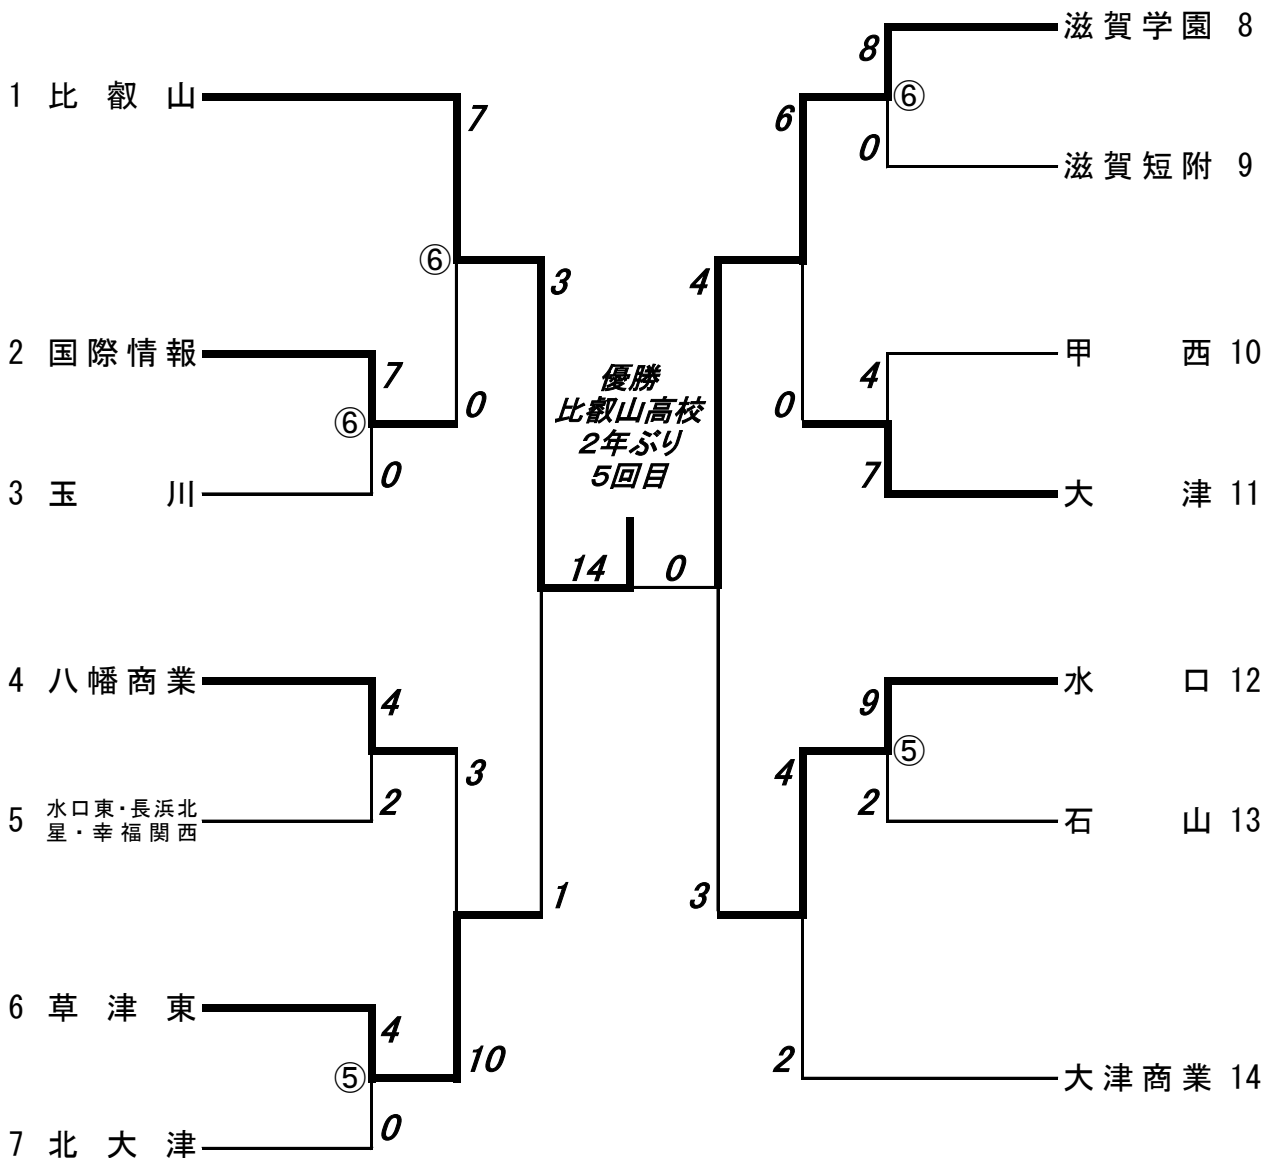 1 比叡山
7
⑥
2 国際情報
7
⑥
0
3 玉川
0
3
4 八幡商業
4
3
5 水口東・長浜北
星・幸福関西
2
1
6 草津東
4
⑤
10
7 北大津
0
優勝
比叡山高校
2年ぶり
5回目
14 0
滋賀学園 8
8
⑥
6
0
滋賀短附 9
4
甲西 10
4
0
7
大津 11
水口 12
9
⑤
4
2
石山 13
3
2
大津商業 14